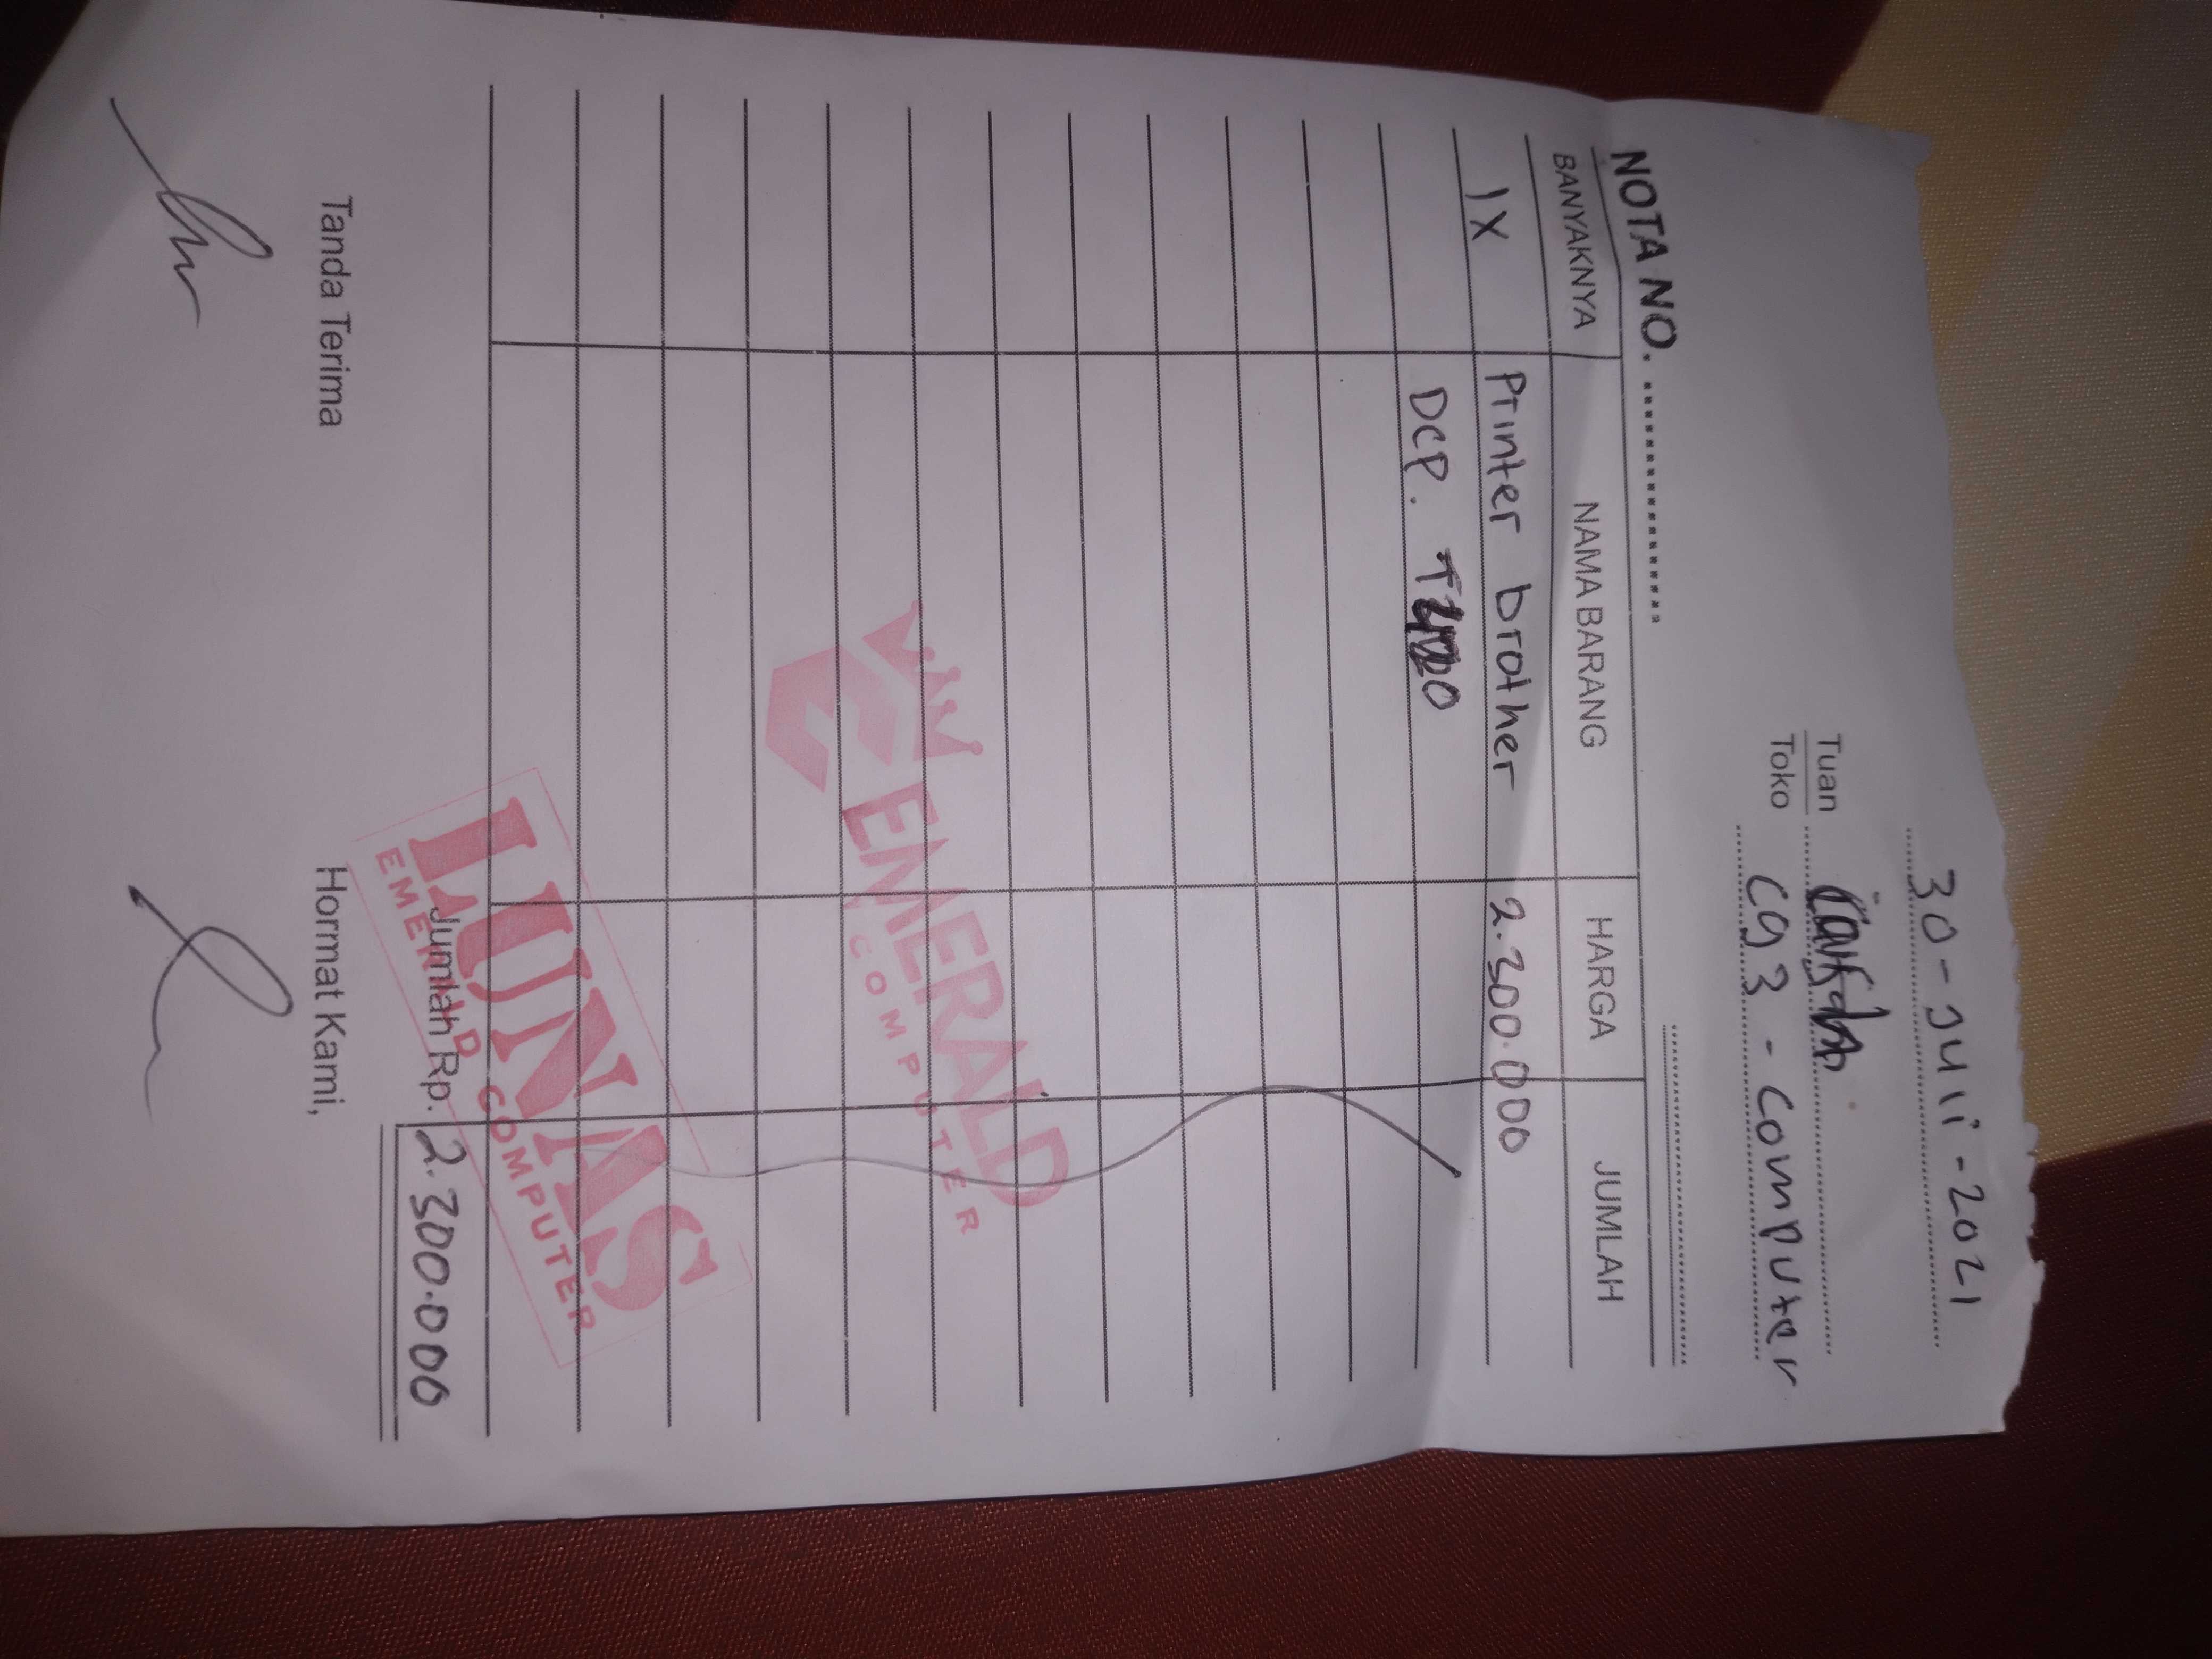 30-Juli-2021
Tuan
Toko C93-Computer
NOTA NO. ....................
BANYAKNYA NAMA BARANG HARGA JUMLAH
1X Printer brother 2.300.000
DCP.
EMERALD
COMPUTER
LUNAS
EMERALD COMPUTER
Jumlah Rp. 2.300.000
Tanda Terima Hormat Kami,